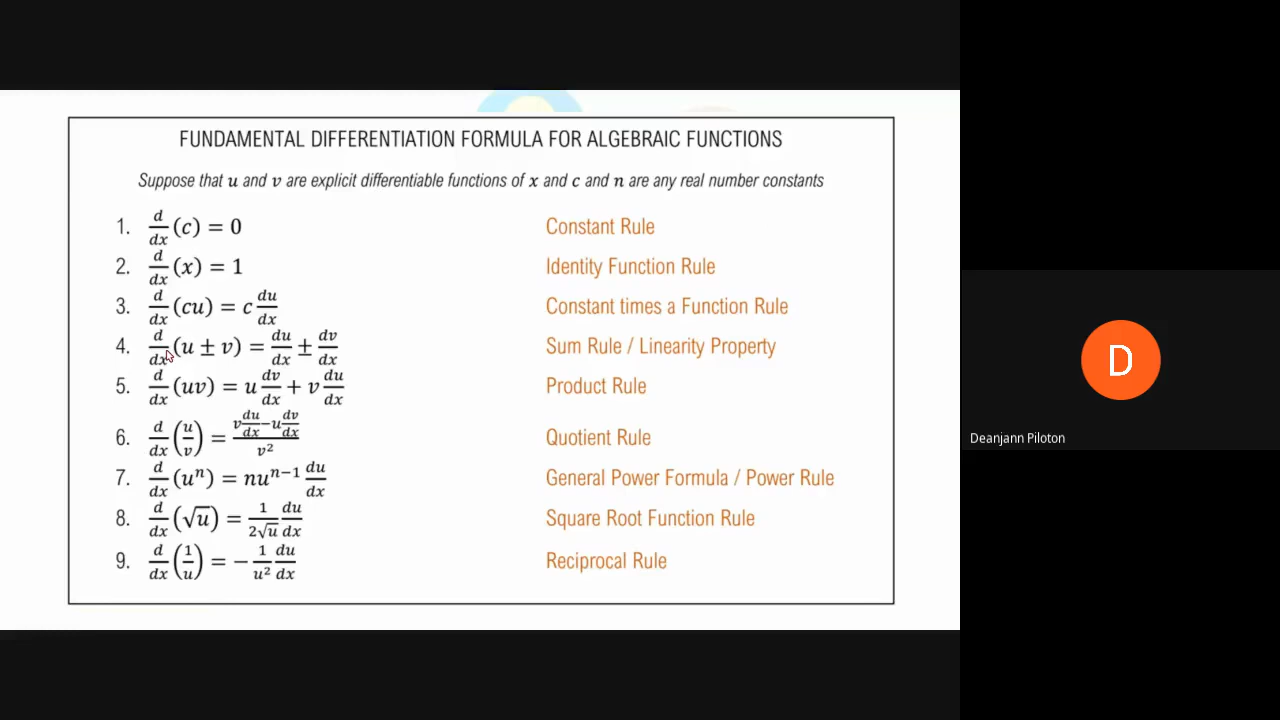 FUNDAMENTAL DIFFERENTIATION FORMULA FOR ALGEBRAIC FUNCTIONS
Suppose that u and v are explicit differentiable functions of x and c and n are any real number constants
1. d/dx (c) = 0 Constant Rule
2. d/dx (x) = 1 Identity Function Rule
3. d/dx (cu) = c du/dx Constant times a Function Rule
4. d/dx (u ± v) = du/dx ± dv/dx Sum Rule / Linearity Property
5. d/dx (uv) = u dv/dx + v du/dx Product Rule
6. d/dx (u/v) = (v du/dx − u dv/dx)/v² Quotient Rule
7. d/dx (uⁿ) = nuⁿ⁻¹ du/dx General Power Formula / Power Rule
8. d/dx (√u) = 1/(2√u) du/dx Square Root Function Rule
9. d/dx (1/u) = − 1/u² du/dx Reciprocal Rule
D
Deanjann Piloton